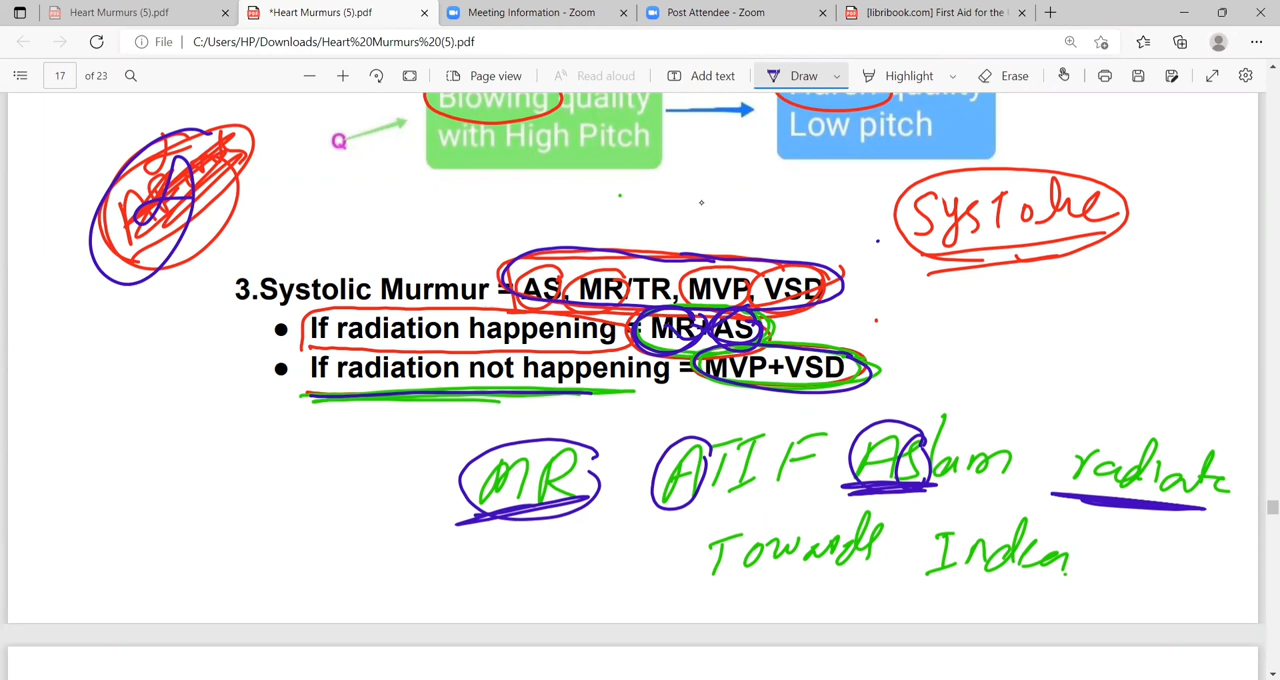 Heart Murmurs (5).pdf
*Heart Murmurs (5).pdf
Meeting Information - Zoom
Post Attendee - Zoom
[libribook.com] First Aid for the
File
C:/Users/HP/Downloads/Heart%20Murmurs%20(5).pdf
17 of 23
Page view
Read aloud
Add text
Draw
Highlight
Erase
Blowing quality
with High Pitch
Q
quality
Low pitch
Systole
3.Systolic Murmur = AS, MR/TR, MVP, VSD
● If radiation happening = MR+AS
● If radiation not happening = MVP+VSD
MR ATIF ASlam radiate
Towards India